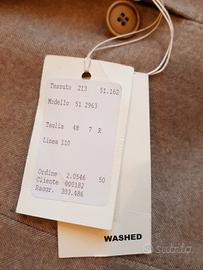 Tessuto 213 51.162
Modello 51 2963
Taglia 48 7 R
Linea 110
Ordine 2.0546 50
Cliente 000182
Raggr. 303.486
WASHED
subito